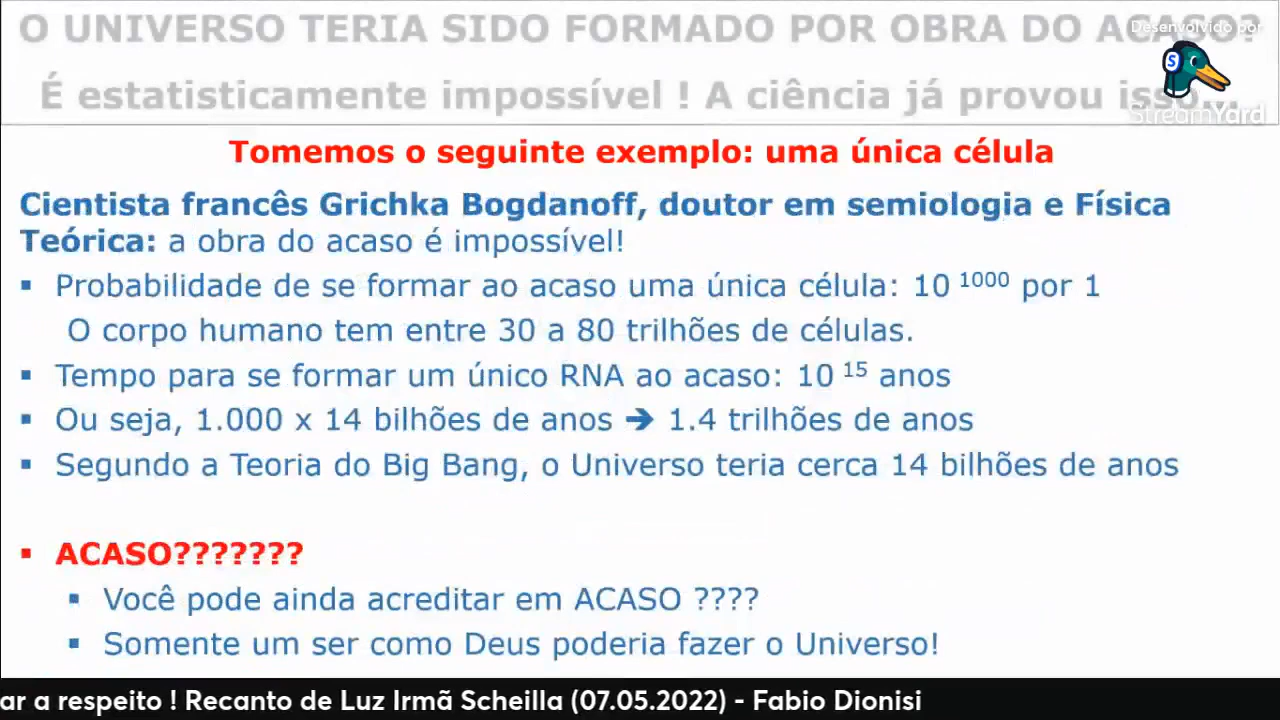 O UNIVERSO TERIA SIDO FORMADO POR OBRA DO ACASO?
Desenvolvido por
É estatisticamente impossível ! A ciência já provou isso...
StreamYard
Tomemos o seguinte exemplo: uma única célula
Cientista francês Grichka Bogdanoff, doutor em semiologia e Física
Teórica: a obra do acaso é impossível!
▪ Probabilidade de se formar ao acaso uma única célula: 10 ¹⁰⁰⁰ por 1
O corpo humano tem entre 30 a 80 trilhões de células.
▪ Tempo para se formar um único RNA ao acaso: 10 ¹⁵ anos
▪ Ou seja, 1.000 x 14 bilhões de anos ➔ 1.4 trilhões de anos
▪ Segundo a Teoria do Big Bang, o Universo teria cerca 14 bilhões de anos
▪ ACASO???????
▪ Você pode ainda acreditar em ACASO ????
▪ Somente um ser como Deus poderia fazer o Universo!
ar a respeito ! Recanto de Luz Irmã Scheilla (07.05.2022) - Fabio Dionisi